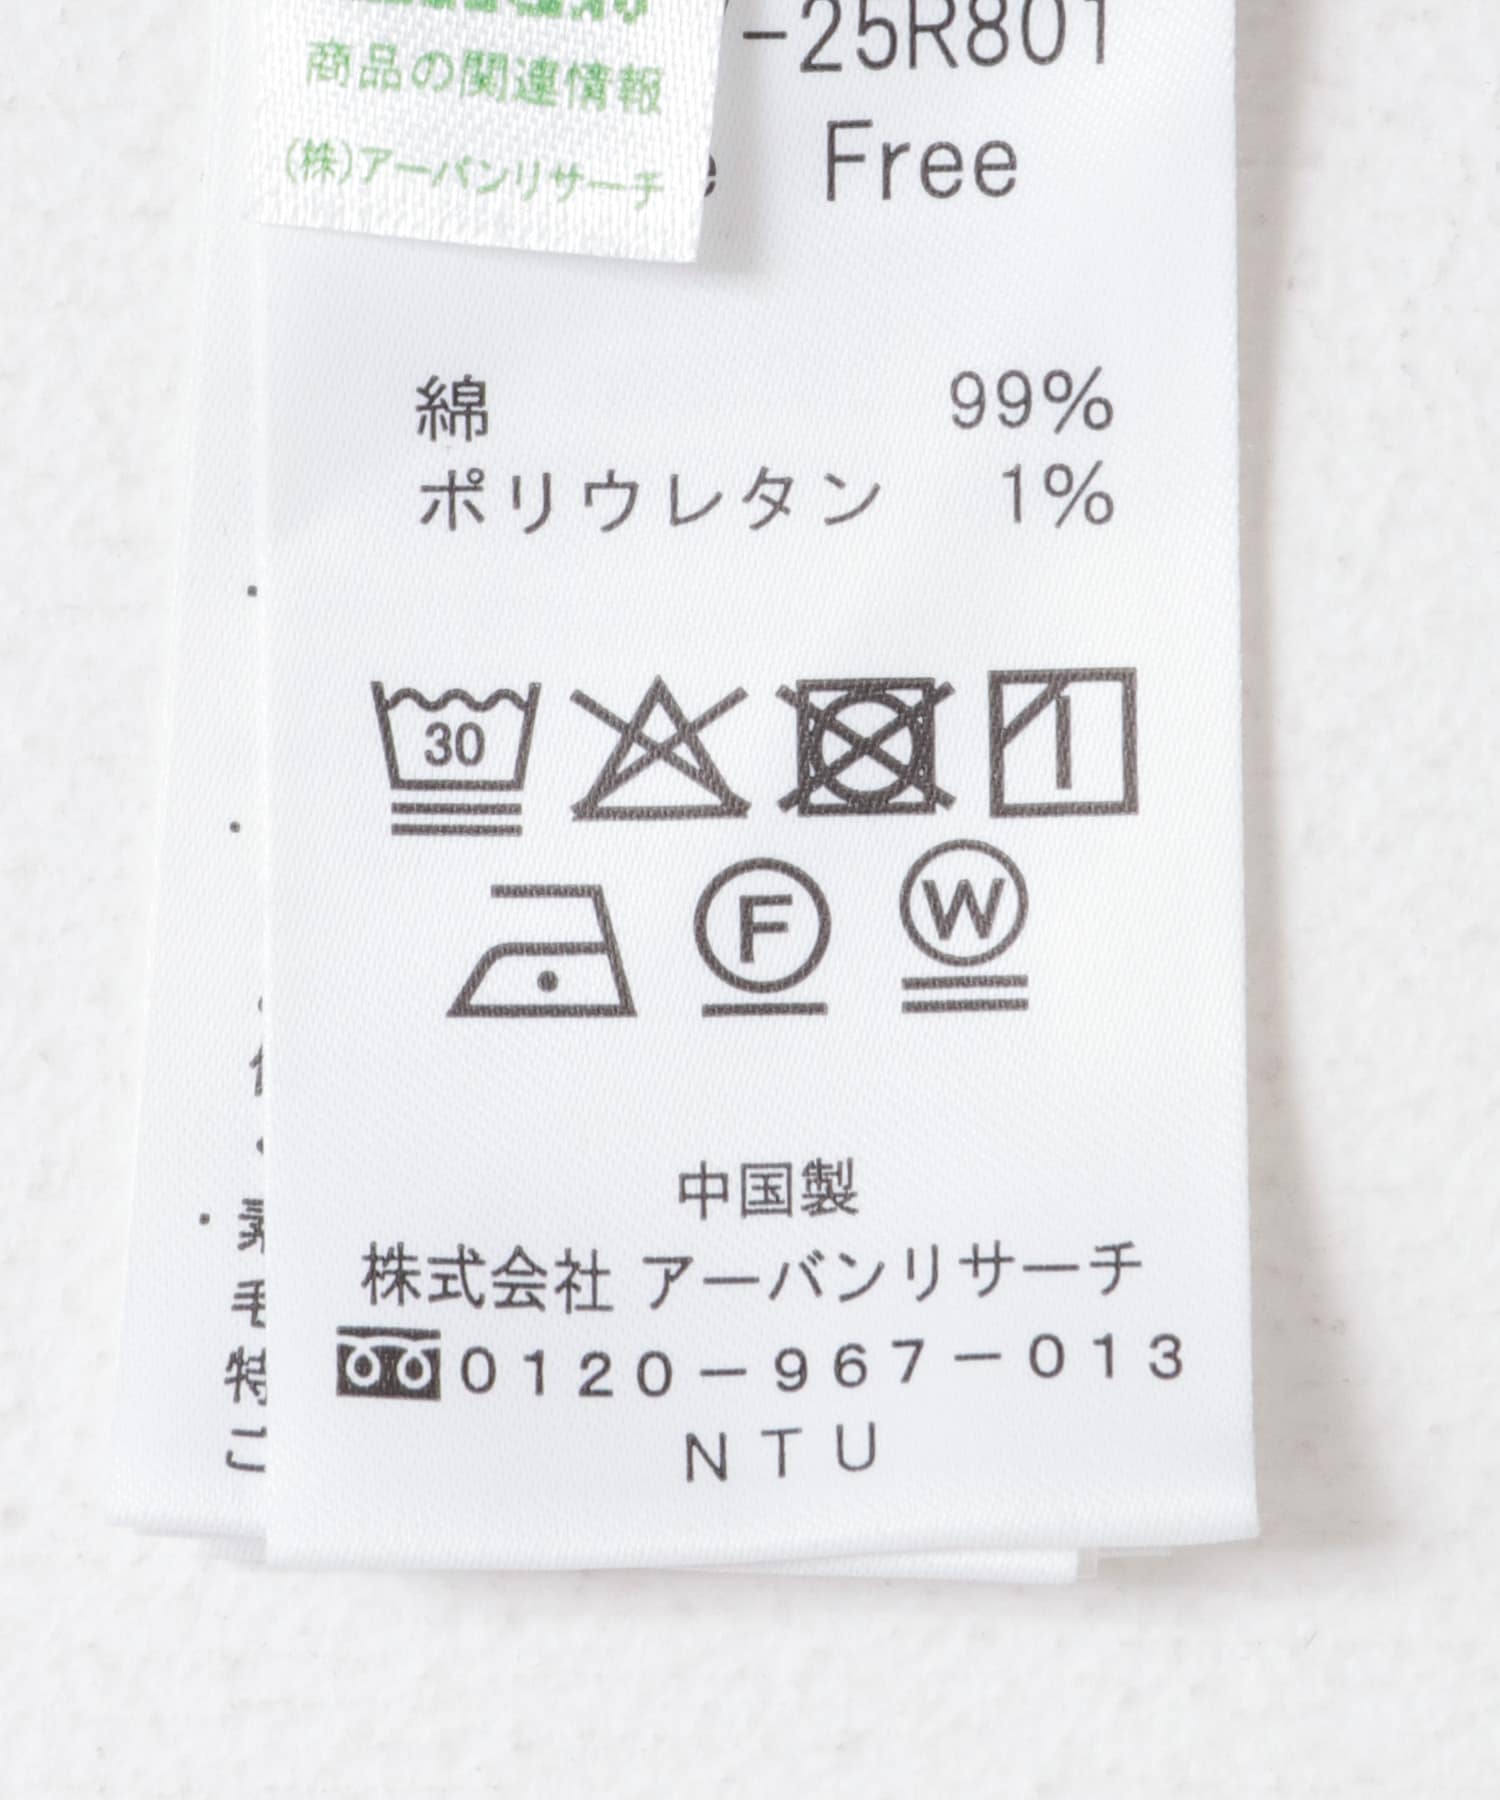 商品の関連情報
(株)アーバンリサーチ
-25R801
Free
綿 99%
ポリウレタン 1%
30
F
W
中国製
株式会社 アーバンリサーチ
0120-967-013
NTU